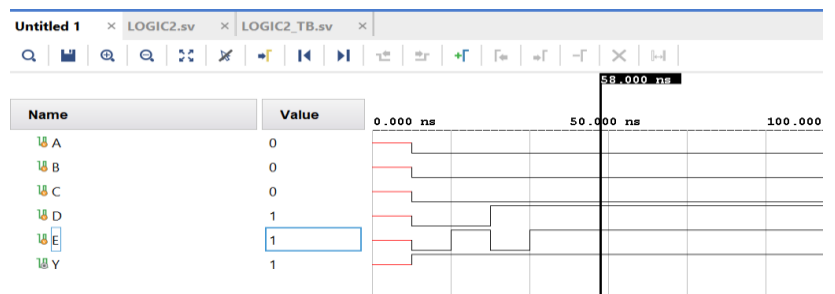 Untitled 1 × LOGIC2.sv × LOGIC2_TB.sv ×
58.000 ns
Name Value
0.000 ns 50.000 ns 100.000
A 0
B 0
C 0
D 1
E 1
Y 1